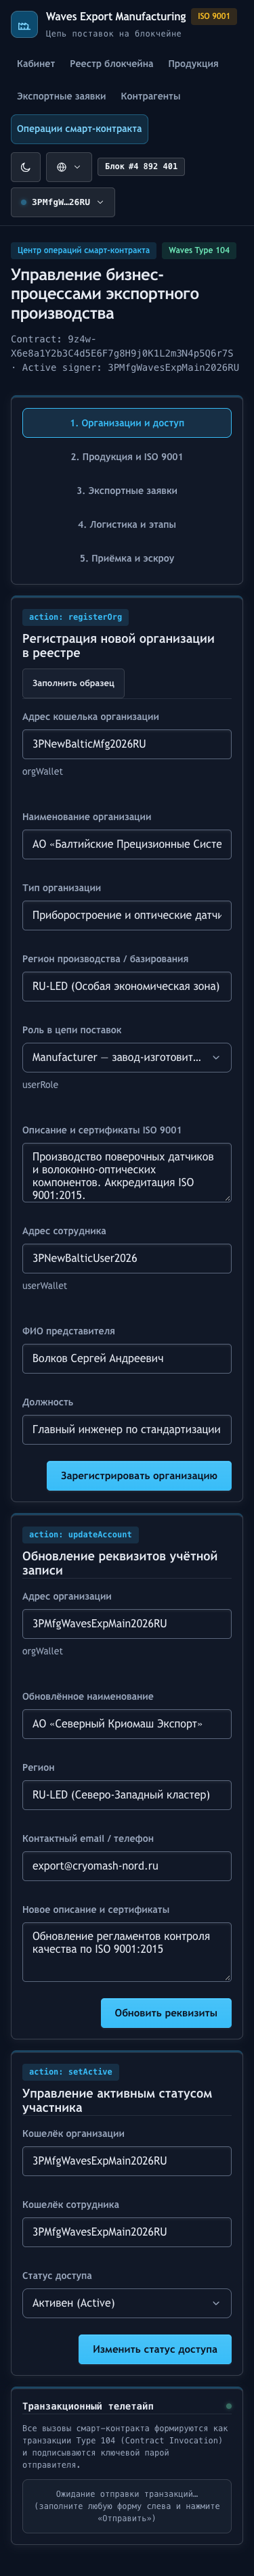 Waves Export Manufacturing
ISO 9001
Цепь поставок на блокчейне
Кабинет
Реестр блокчейна
Продукция
Экспортные заявки
Контрагенты
Операции смарт-контракта
Блок #4 892 401
3PMfgW…26RU
Центр операций смарт-контракта
Waves Type 104
Управление бизнес-
процессами экспортного
производства
Contract: 9z4w-
X6e8a1Y2b3C4d5E6F7g8H9j0K1L2m3N4p5Q6r7S
· Active signer: 3PMfgWavesExpMain2026RU
1. Организации и доступ
2. Продукция и ISO 9001
3. Экспортные заявки
4. Логистика и этапы
5. Приёмка и эскроу
action: registerOrg
Регистрация новой организации
в реестре
Заполнить образец
Адрес кошелька организации
3PNewBalticMfg2026RU
orgWallet
Наименование организации
АО «Балтийские Прецизионные Систе
Тип организации
Приборостроение и оптические датчи
Регион производства / базирования
RU-LED (Особая экономическая зона)
Роль в цепи поставок
Manufacturer — завод-изготовит…
userRole
Описание и сертификаты ISO 9001
Производство поверочных датчиков
и волоконно-оптических
компонентов. Аккредитация ISO
9001:2015.
Адрес сотрудника
3PNewBalticUser2026
userWallet
ФИО представителя
Волков Сергей Андреевич
Должность
Главный инженер по стандартизации
Зарегистрировать организацию
action: updateAccount
Обновление реквизитов учётной
записи
Адрес организации
3PMfgWavesExpMain2026RU
orgWallet
Обновлённое наименование
АО «Северный Криомаш Экспорт»
Регион
RU-LED (Северо-Западный кластер)
Контактный email / телефон
export@cryomash-nord.ru
Новое описание и сертификаты
Обновление регламентов контроля
качества по ISO 9001:2015
Обновить реквизиты
action: setActive
Управление активным статусом
участника
Кошелёк организации
3PMfgWavesExpMain2026RU
Кошелёк сотрудника
3PMfgWavesExpMain2026RU
Статус доступа
Активен (Active)
Изменить статус доступа
Транзакционный телетайп
Все вызовы смарт-контракта формируются как
транзакции Type 104 (Contract Invocation)
и подписываются ключевой парой
отправителя.
Ожидание отправки транзакций…
(заполните любую форму слева и нажмите
«Отправить»)